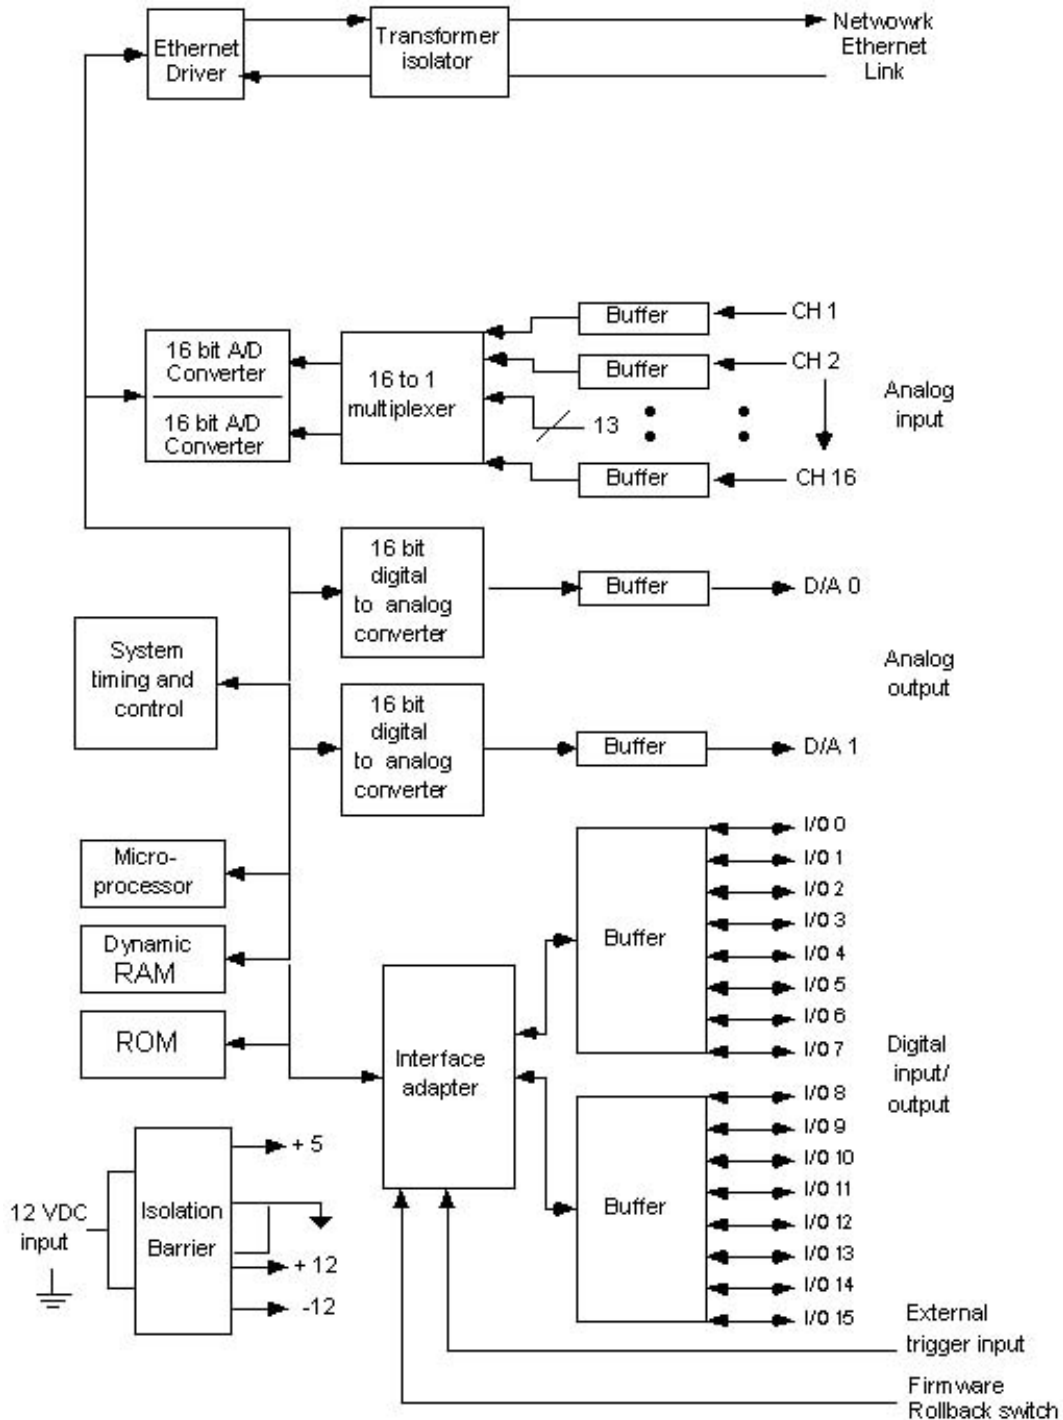 Ethernet
Driver
Transformer
isolator
Netwowrk
Ethernet
Link
16 bit A/D
Converter
16 bit A/D
Converter
16 to 1
multiplexer
Buffer
CH 1
Buffer
CH 2
13
Buffer
CH 16
Analog
input
16 bit
digital
to analog
converter
Buffer
D/A 0
System
timing and
control
Analog
output
16 bit
digital
to analog
converter
Buffer
D/A 1
Micro-
processor
Dynamic
RAM
ROM
Interface
adapter
Buffer
I/O 0
I/O 1
I/O 2
I/O 3
I/O 4
I/O 5
I/O 6
I/O 7
Digital
input/
output
Buffer
I/O 8
I/O 9
I/O 10
I/O 11
I/O 12
I/O 13
I/O 14
I/O 15
12 VDC
input
Isolation
Barrier
+ 5
+ 12
-12
External
trigger input
Firmware
Rollback switch